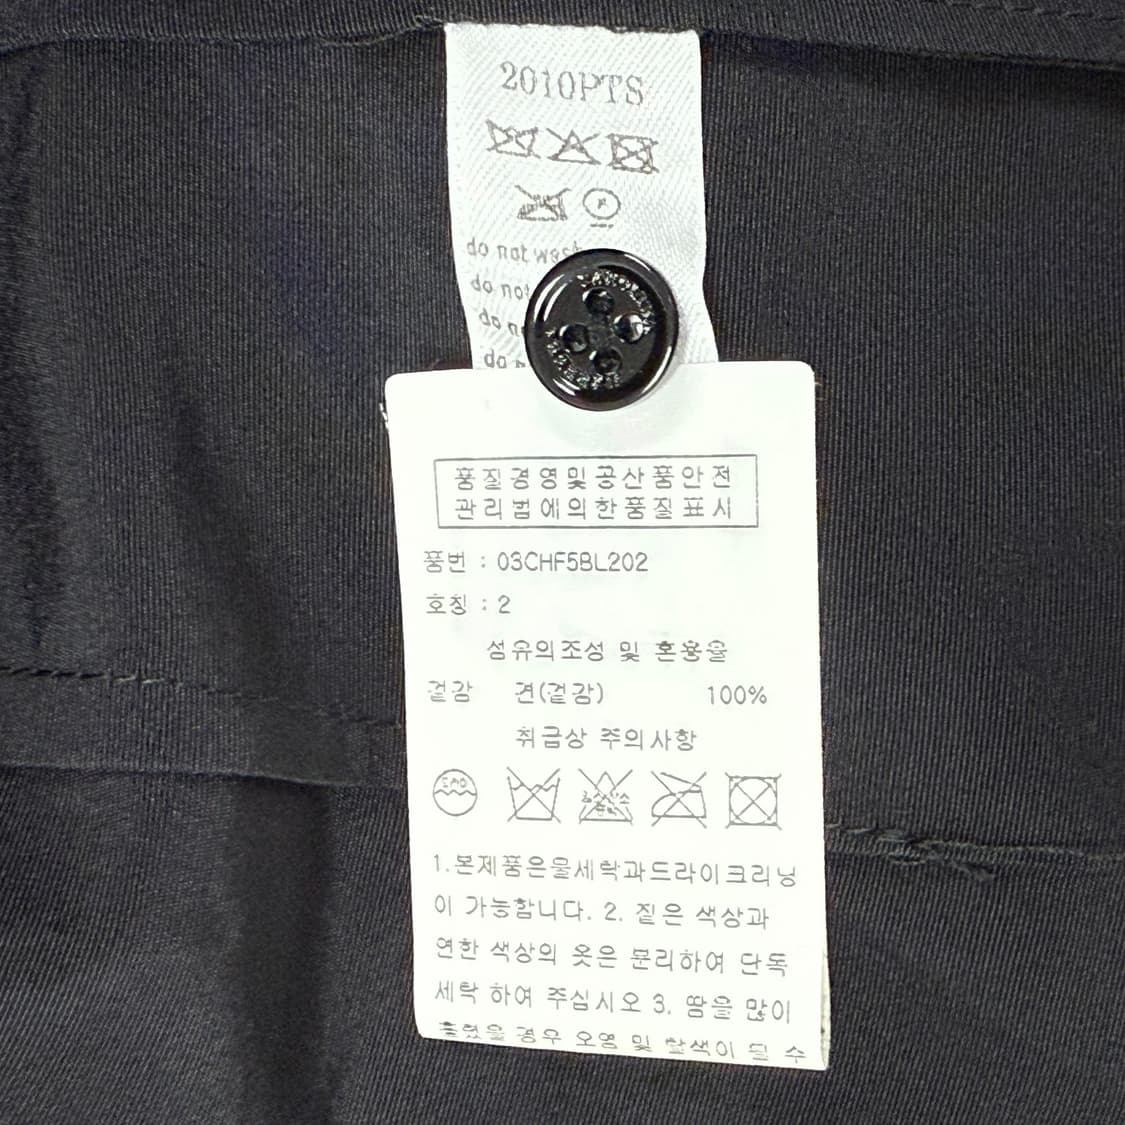 2010PTS
do not wash
do not
do
do
품질경영및공산품안전
관리법에의한품질표시
품번 : 03CHF5BL202
호칭 : 2
섬유의조성 및 혼용율
겉감 견(겉감) 100%
취급상 주의사항
1.본제품은물세탁과드라이크리닝
이 가능합니다. 2. 짙은 색상과
연한 색상의 옷은 분리하여 단독
세탁 하여 주십시오 3. 땀을 많이
흘렸을 경우 오염 및 탈색이 될 수